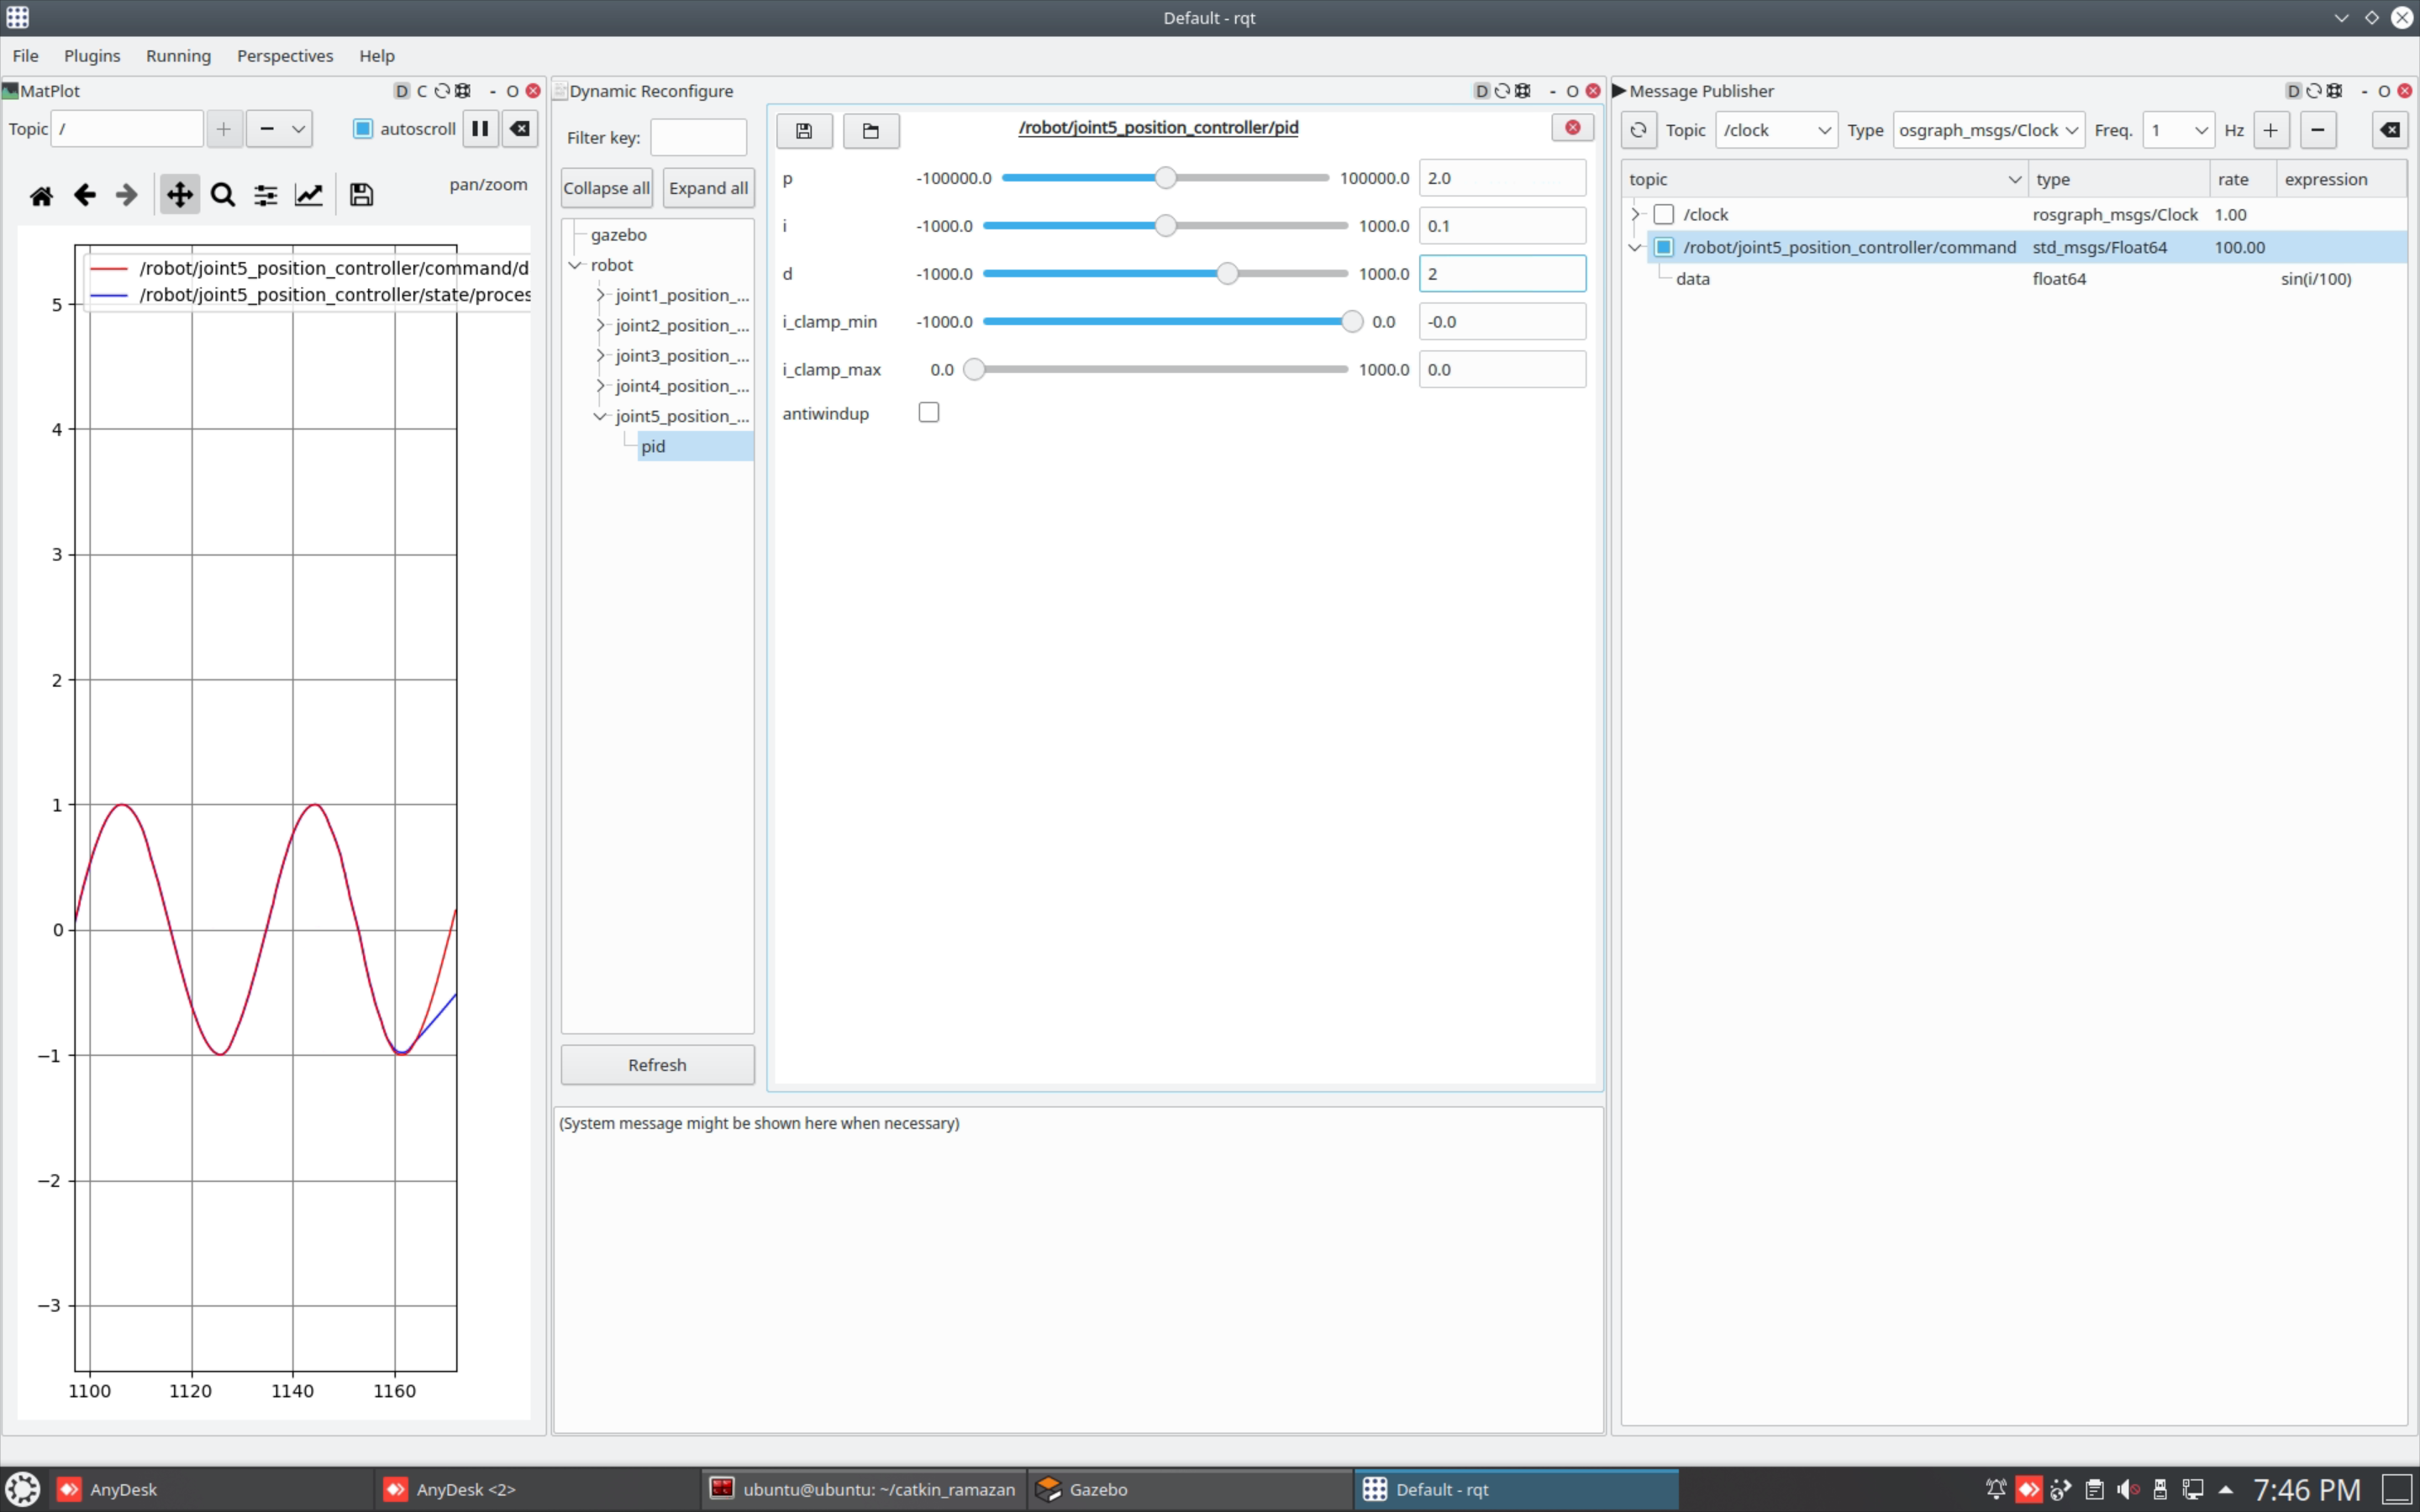 Default - rqt
File Plugins Running Perspectives Help
MatPlot
D C - O
Topic / autoscroll
pan/zoom
/robot/joint5_position_controller/command/d
/robot/joint5_position_controller/state/proces
5
4
3
2
1
0
−1
−2
−3
1100 1120 1140 1160
Dynamic Reconfigure
D - O
Filter key:
Collapse all Expand all
gazebo
robot
joint1_position_...
joint2_position_...
joint3_position_...
joint4_position_...
joint5_position_...
pid
Refresh
/robot/joint5_position_controller/pid
p -100000.0 100000.0 2.0
i -1000.0 1000.0 0.1
d -1000.0 1000.0 2
i_clamp_min -1000.0 0.0 -0.0
i_clamp_max 0.0 1000.0 0.0
antiwindup
(System message might be shown here when necessary)
Message Publisher
D - O
Topic /clock Type osgraph_msgs/Clock Freq. 1 Hz
topic type rate expression
/clock rosgraph_msgs/Clock 1.00
/robot/joint5_position_controller/command std_msgs/Float64 100.00
data float64 sin(i/100)
AnyDesk
AnyDesk <2>
ubuntu@ubuntu: ~/catkin_ramazan
Gazebo
Default - rqt
7:46 PM